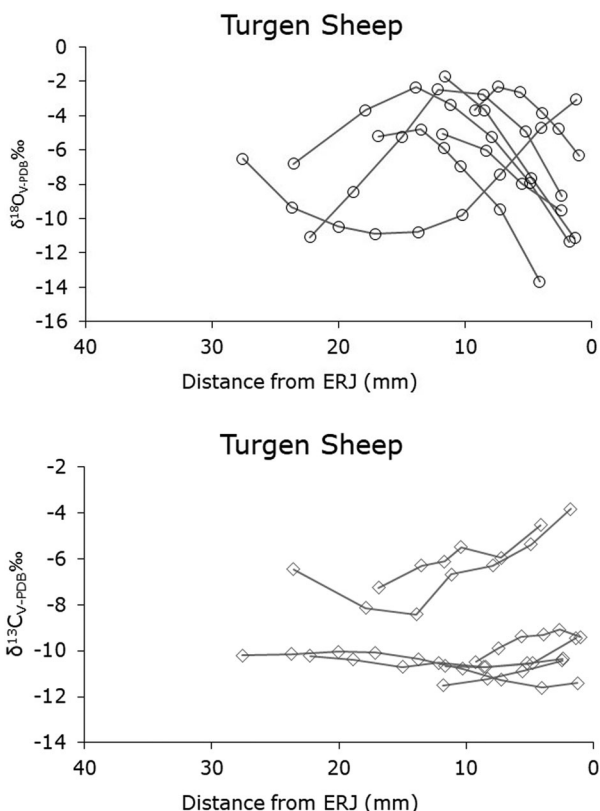 Turgen Sheep
0
-2
-4
-6
-8
-10
-12
-14
-16
δ18OV-PDB‰
40 30 20 10 0
Distance from ERJ (mm)
Turgen Sheep
-2
-4
-6
-8
-10
-12
-14
δ13CV-PDB‰
40 30 20 10 0
Distance from ERJ (mm)